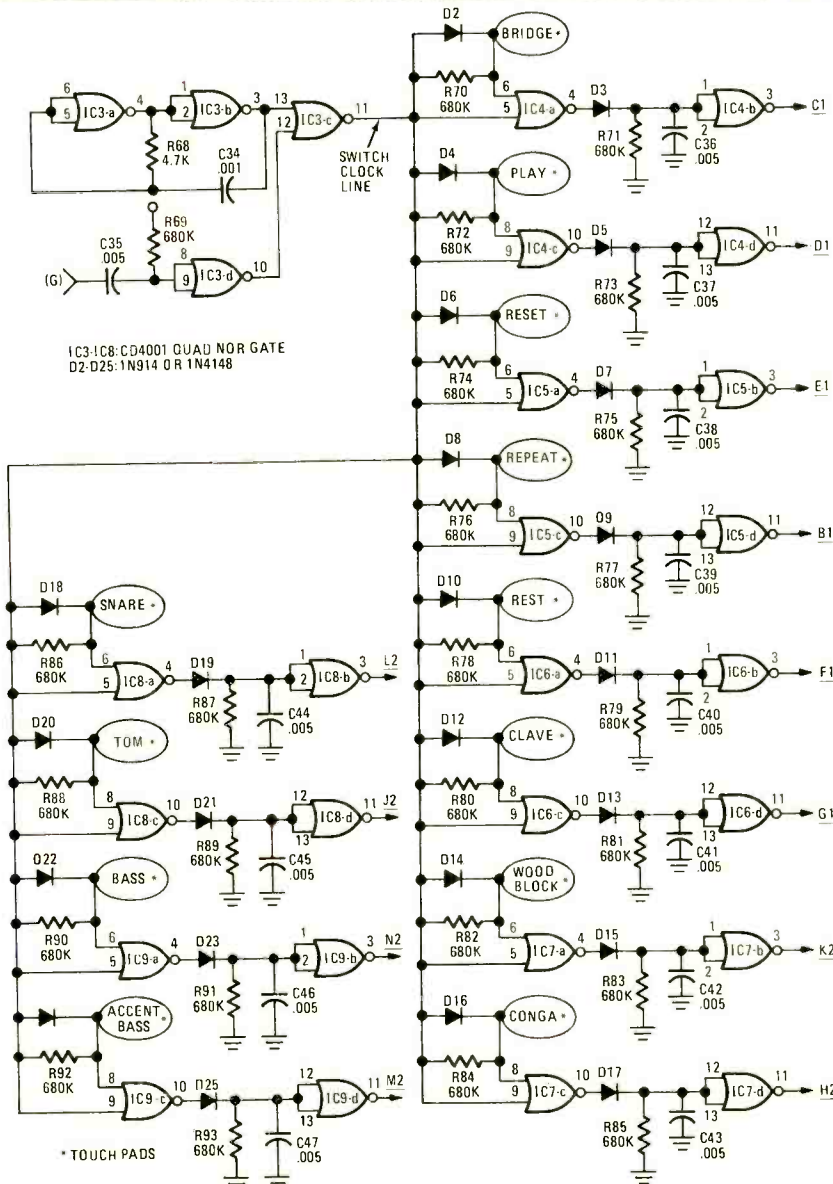 6
5
IC3-a
4
1
2
IC3-b
3
13
12
IC3-c
11
R68
4.7K
C34
.001
SWITCH
CLOCK
LINE
R69
680K
C35
.005
(G)
8
9
IC3-d
10
IC3-IC8: CD4001 QUAD NOR GATE
D2-D25: 1N914 OR 1N4148
D2
BRIDGE *
R70
680K
6
5
IC4-a
4
D3
R71
680K
C36
.005
1
2
IC4-b
3
C1
D4
PLAY *
R72
680K
8
9
IC4-c
10
D5
R73
680K
C37
.005
12
13
IC4-d
11
D1
D6
RESET *
R74
680K
6
5
IC5-a
4
D7
R75
680K
C38
.005
1
2
IC5-b
3
E1
D8
REPEAT *
R76
680K
8
9
IC5-c
10
O9
R77
680K
C39
.005
12
13
IC5-d
11
B1
D10
REST *
R78
680K
6
5
IC6-a
4
D11
R79
680K
C40
.005
1
2
IC6-b
3
F1
D12
CLAVE *
R80
680K
8
9
IC6-c
10
D13
R81
680K
C41
.005
12
13
IC6-d
11
G1
D14
WOOD
BLOCK *
R82
680K
6
5
IC7-a
4
D15
R83
680K
C42
.005
1
2
IC7-b
3
K2
D16
CONGA *
R84
680K
8
9
IC7-c
10
D17
R85
680K
C43
.005
12
13
IC7-d
11
H2
D18
SNARE *
R86
680K
6
5
IC8-a
4
D19
R87
680K
C44
.005
1
2
IC8-b
3
L2
D20
TOM *
R88
680K
8
9
IC8-c
10
D21
R89
680K
C45
.005
12
13
IC8-d
11
J2
O22
BASS *
R90
680K
6
5
IC9-a
4
D23
R91
680K
C46
.005
1
2
IC9-b
3
N2
ACCENT
BASS *
R92
680K
8
9
IC9-c
10
D25
R93
680K
C47
.005
12
13
IC9-d
11
M2
* TOUCH PADS